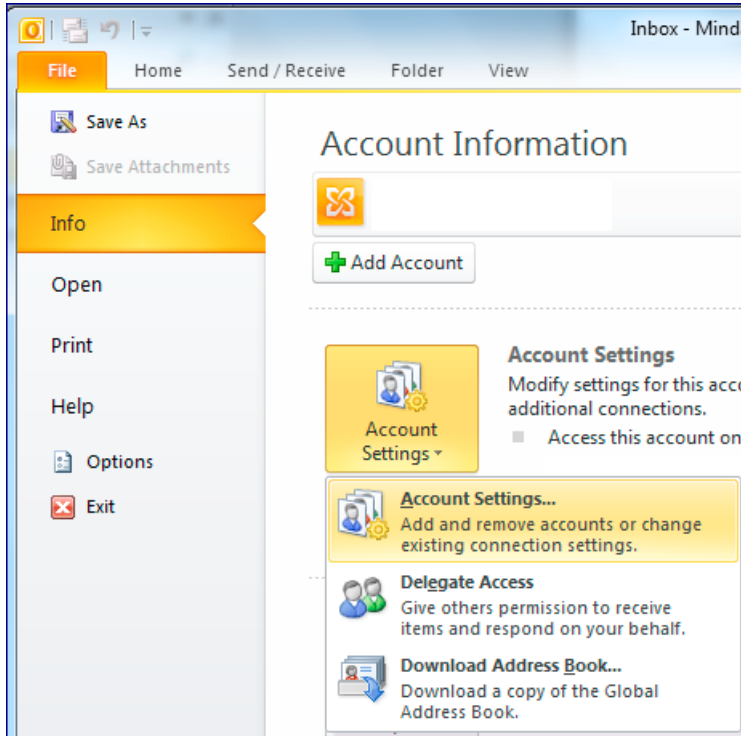 Inbox - Mind
File Home Send / Receive Folder View
Save As
Save Attachments
Info
Open
Print
Help
Options
Exit
Account Information
Add Account
Account Settings
Account Settings
Modify settings for this acc
additional connections.
Access this account on
Account Settings...
Add and remove accounts or change
existing connection settings.
Delegate Access
Give others permission to receive
items and respond on your behalf.
Download Address Book...
Download a copy of the Global
Address Book.